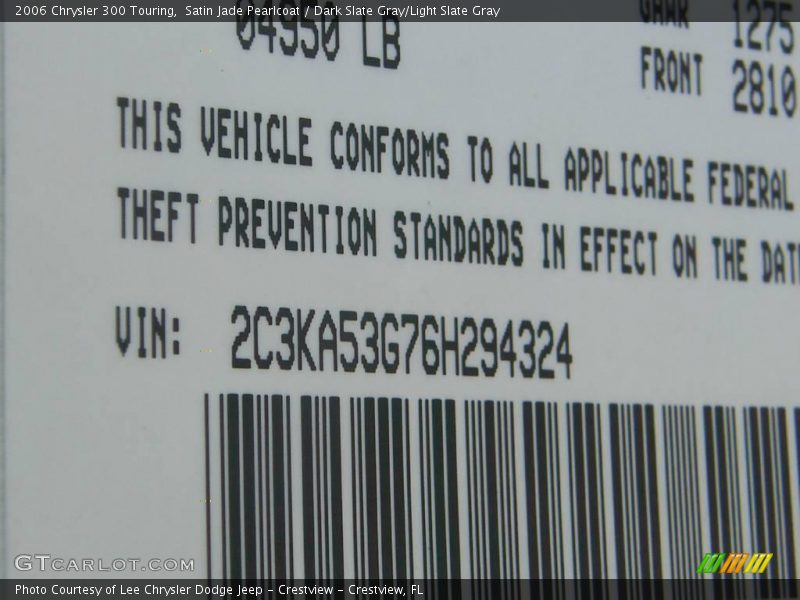 2006 Chrysler 300 Touring, Satin Jade Pearlcoat / Dark Slate Gray/Light Slate Gray
04950 LB
1275
FRONT 2810
THIS VEHICLE CONFORMS TO ALL APPLICABLE FEDERAL
THEFT PREVENTION STANDARDS IN EFFECT ON THE DAT
VIN: 2C3KA53G76H294324
GTCARLOT.COM
Photo Courtesy of Lee Chrysler Dodge Jeep – Crestview – Crestview, FL